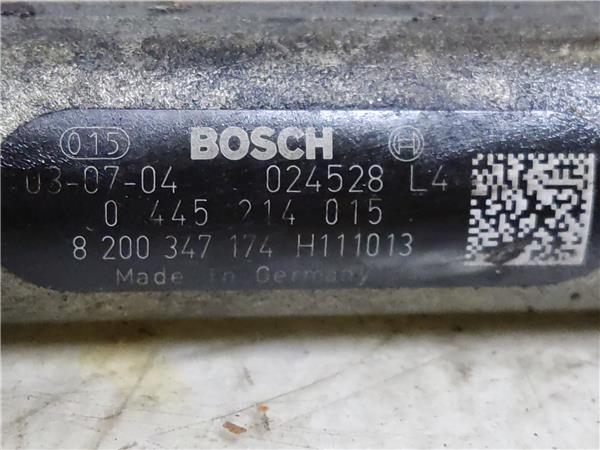 015 BOSCH
03-07-04 024528 L4
0 445 214 015
8 200 347 174 H111013
Made in Germany